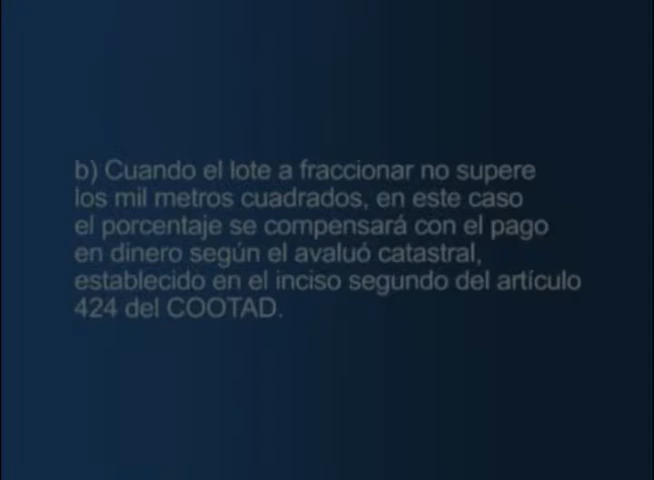 b) Cuando el lote a fraccionar no supere
los mil metros cuadrados, en este caso
el porcentaje se compensará con el pago
en dinero según el avaluó catastral,
establecido en el inciso segundo del artículo
424 del COOTAD.